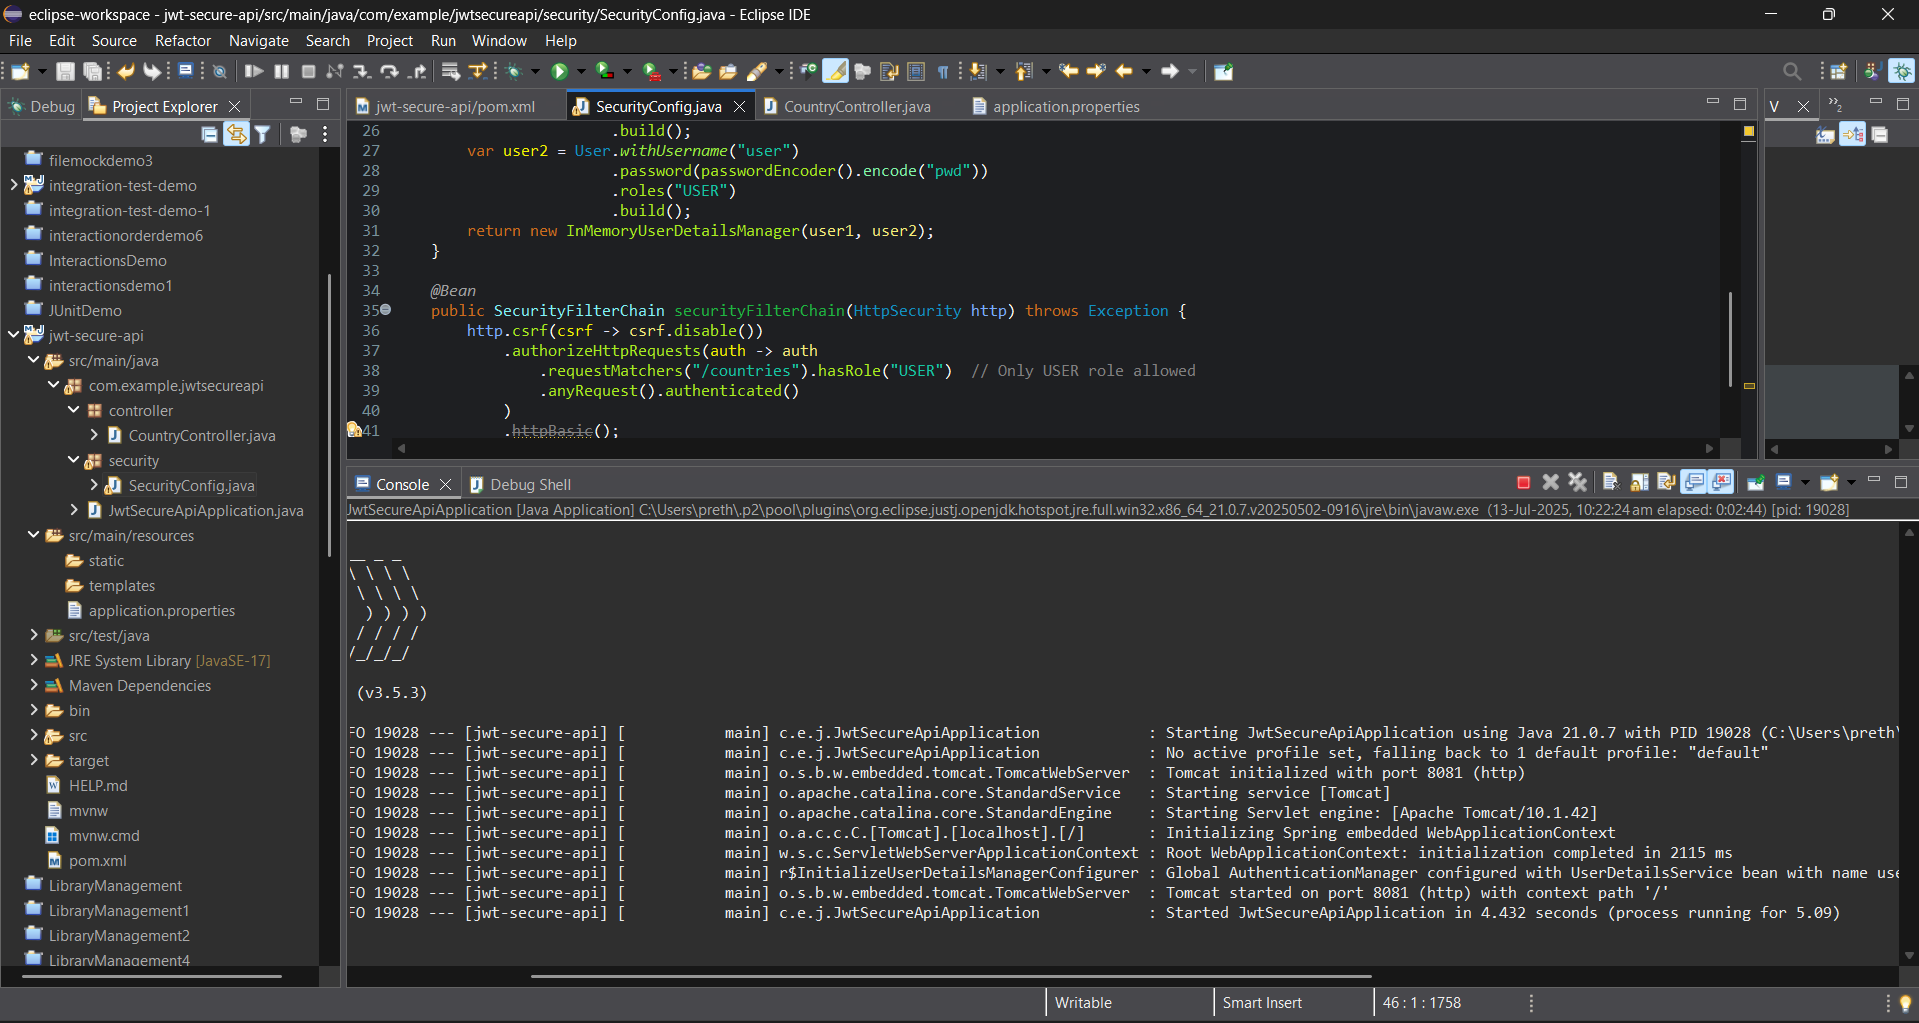 eclipse-workspace - jwt-secure-api/src/main/java/com/example/jwtsecureapi/security/SecurityConfig.java - Eclipse IDE
File Edit Source Refactor Navigate Search Project Run Window Help
Debug Project Explorer
filemockdemo3
integration-test-demo
integration-test-demo-1
interactionorderdemo6
InteractionsDemo
interactionsdemo1
JUnitDemo
jwt-secure-api
src/main/java
com.example.jwtsecureapi
controller
CountryController.java
security
SecurityConfig.java
JwtSecureApiApplication.java
src/main/resources
static
templates
application.properties
src/test/java
JRE System Library [JavaSE-17]
Maven Dependencies
bin
src
target
HELP.md
mvnw
mvnw.cmd
pom.xml
LibraryManagement
LibraryManagement1
LibraryManagement2
LibraryManagement4
jwt-secure-api/pom.xml SecurityConfig.java CountryController.java application.properties
26 .build();
27 var user2 = User.withUsername("user")
28 .password(passwordEncoder().encode("pwd"))
29 .roles("USER")
30 .build();
31 return new InMemoryUserDetailsManager(user1, user2);
32 }
33
34 @Bean
35 public SecurityFilterChain securityFilterChain(HttpSecurity http) throws Exception {
36 http.csrf(csrf -> csrf.disable())
37 .authorizeHttpRequests(auth -> auth
38 .requestMatchers("/countries").hasRole("USER") // Only USER role allowed
39 .anyRequest().authenticated()
40 )
41 .httpBasic();
V 2
Console Debug Shell
JwtSecureApiApplication [Java Application] C:\Users\preth\.p2\pool\plugins\org.eclipse.justj.openjdk.hotspot.jre.full.win32.x86_64_21.0.7.v20250502-0916\jre\bin\javaw.exe (13-Jul-2025, 10:22:24 am elapsed: 0:02:44) [pid: 19028]
__ _ _
\ \ \ \
\ \ \ \
) ) ) )
/ / / /
/_/_/_/
(v3.5.3)
FO 19028 --- [jwt-secure-api] [ main] c.e.j.JwtSecureApiApplication : Starting JwtSecureApiApplication using Java 21.0.7 with PID 19028 (C:\Users\preth\
FO 19028 --- [jwt-secure-api] [ main] c.e.j.JwtSecureApiApplication : No active profile set, falling back to 1 default profile: "default"
FO 19028 --- [jwt-secure-api] [ main] o.s.b.w.embedded.tomcat.TomcatWebServer : Tomcat initialized with port 8081 (http)
FO 19028 --- [jwt-secure-api] [ main] o.apache.catalina.core.StandardService : Starting service [Tomcat]
FO 19028 --- [jwt-secure-api] [ main] o.apache.catalina.core.StandardEngine : Starting Servlet engine: [Apache Tomcat/10.1.42]
FO 19028 --- [jwt-secure-api] [ main] o.a.c.c.C.[Tomcat].[localhost].[/] : Initializing Spring embedded WebApplicationContext
FO 19028 --- [jwt-secure-api] [ main] w.s.c.ServletWebServerApplicationContext : Root WebApplicationContext: initialization completed in 2115 ms
FO 19028 --- [jwt-secure-api] [ main] r$InitializeUserDetailsManagerConfigurer : Global AuthenticationManager configured with UserDetailsService bean with name use
FO 19028 --- [jwt-secure-api] [ main] o.s.b.w.embedded.tomcat.TomcatWebServer : Tomcat started on port 8081 (http) with context path '/'
FO 19028 --- [jwt-secure-api] [ main] c.e.j.JwtSecureApiApplication : Started JwtSecureApiApplication in 4.432 seconds (process running for 5.09)
Writable Smart Insert 46 : 1 : 1758